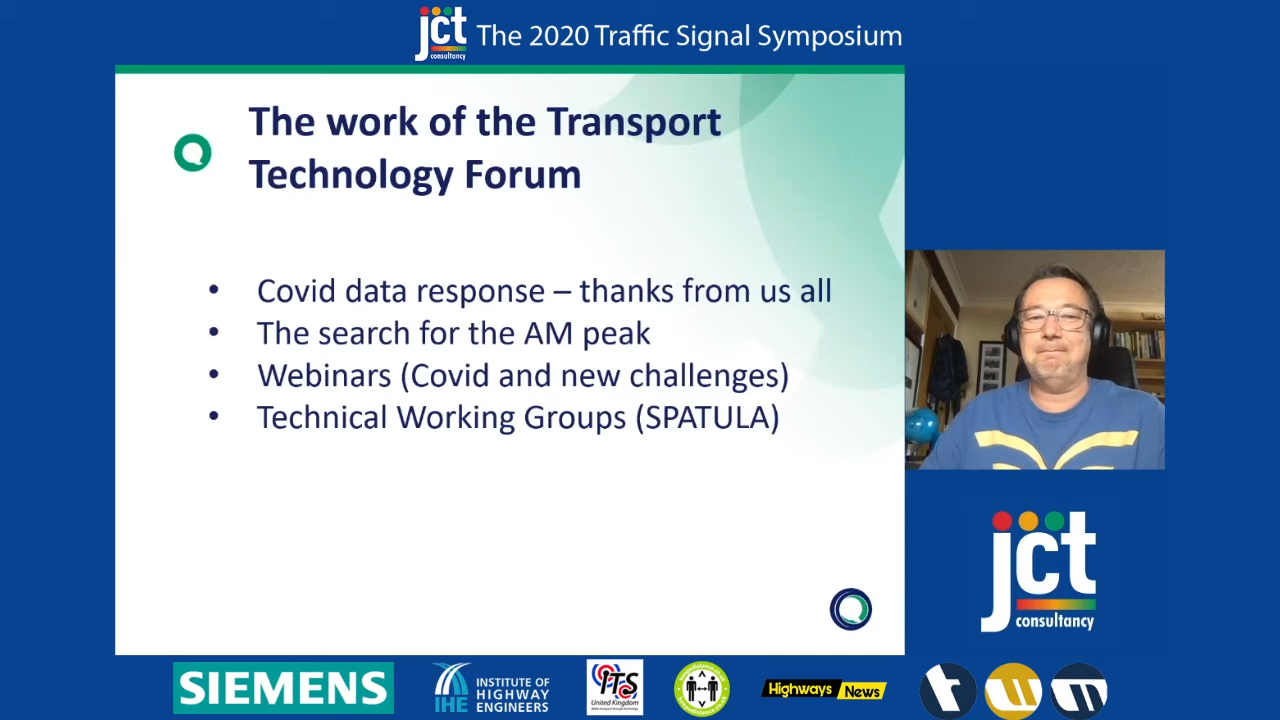 jct
consultancy
The 2020 Traffic Signal Symposium
The work of the Transport
Technology Forum
• Covid data response – thanks from us all
• The search for the AM peak
• Webinars (Covid and new challenges)
• Technical Working Groups (SPATULA)
jct
consultancy
SIEMENS
IHE
INSTITUTE OF
HIGHWAY
ENGINEERS
ITS
United Kingdom
Highways News